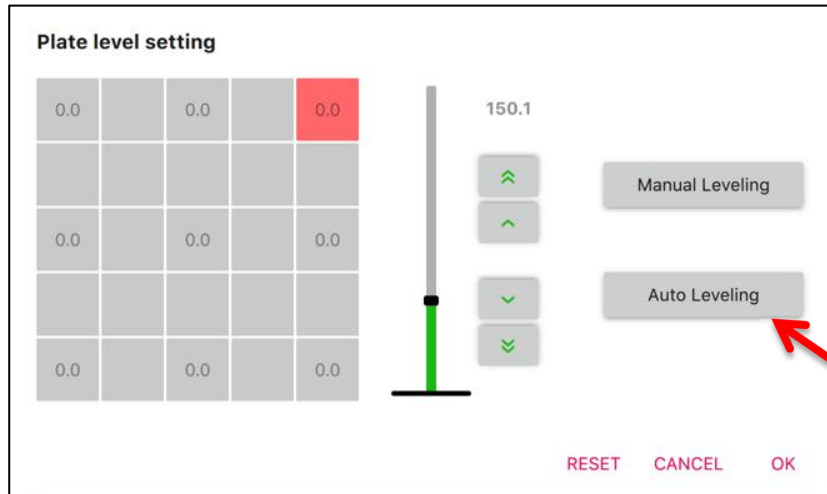 Plate level setting
0.0 0.0 0.0
150.1
Manual Leveling
0.0 0.0 0.0
Auto Leveling
0.0 0.0 0.0
RESET CANCEL OK